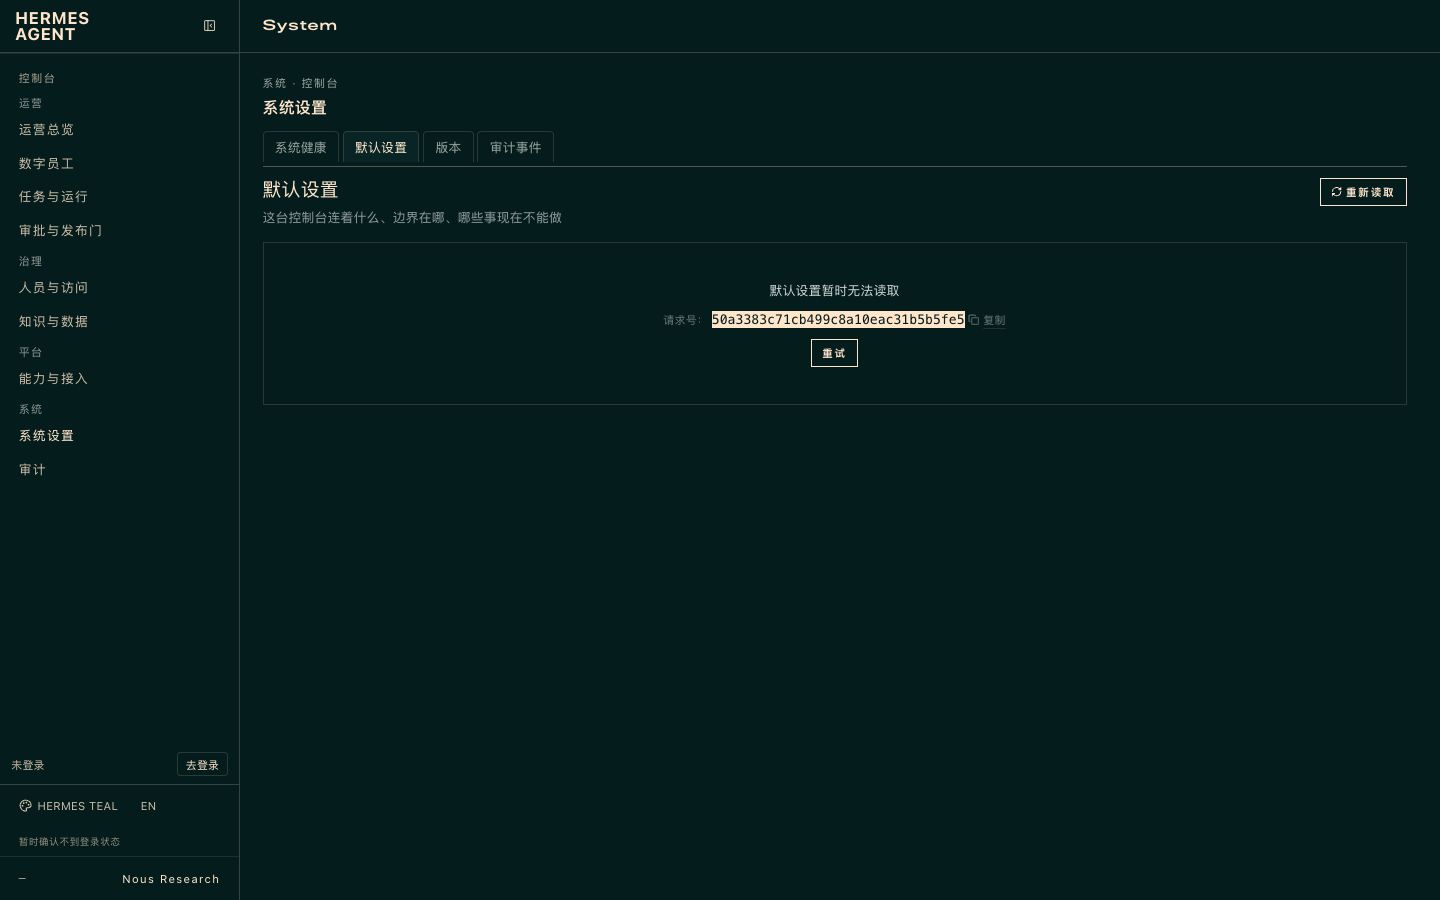 HERMES
AGENT
System
控制台
运营
运营总览
数字员工
任务与运行
审批与发布门
治理
人员与访问
知识与数据
平台
能力与接入
系统
系统设置
审计
未登录
去登录
HERMES TEAL
EN
暂时确认不到登录状态
–
Nous Research
系统 · 控制台
系统设置
系统健康
默认设置
版本
审计事件
默认设置
重新读取
这台控制台连着什么、边界在哪、哪些事现在不能做
默认设置暂时无法读取
请求号: 50a3383c71cb499c8a10eac31b5b5fe5 复制
重试